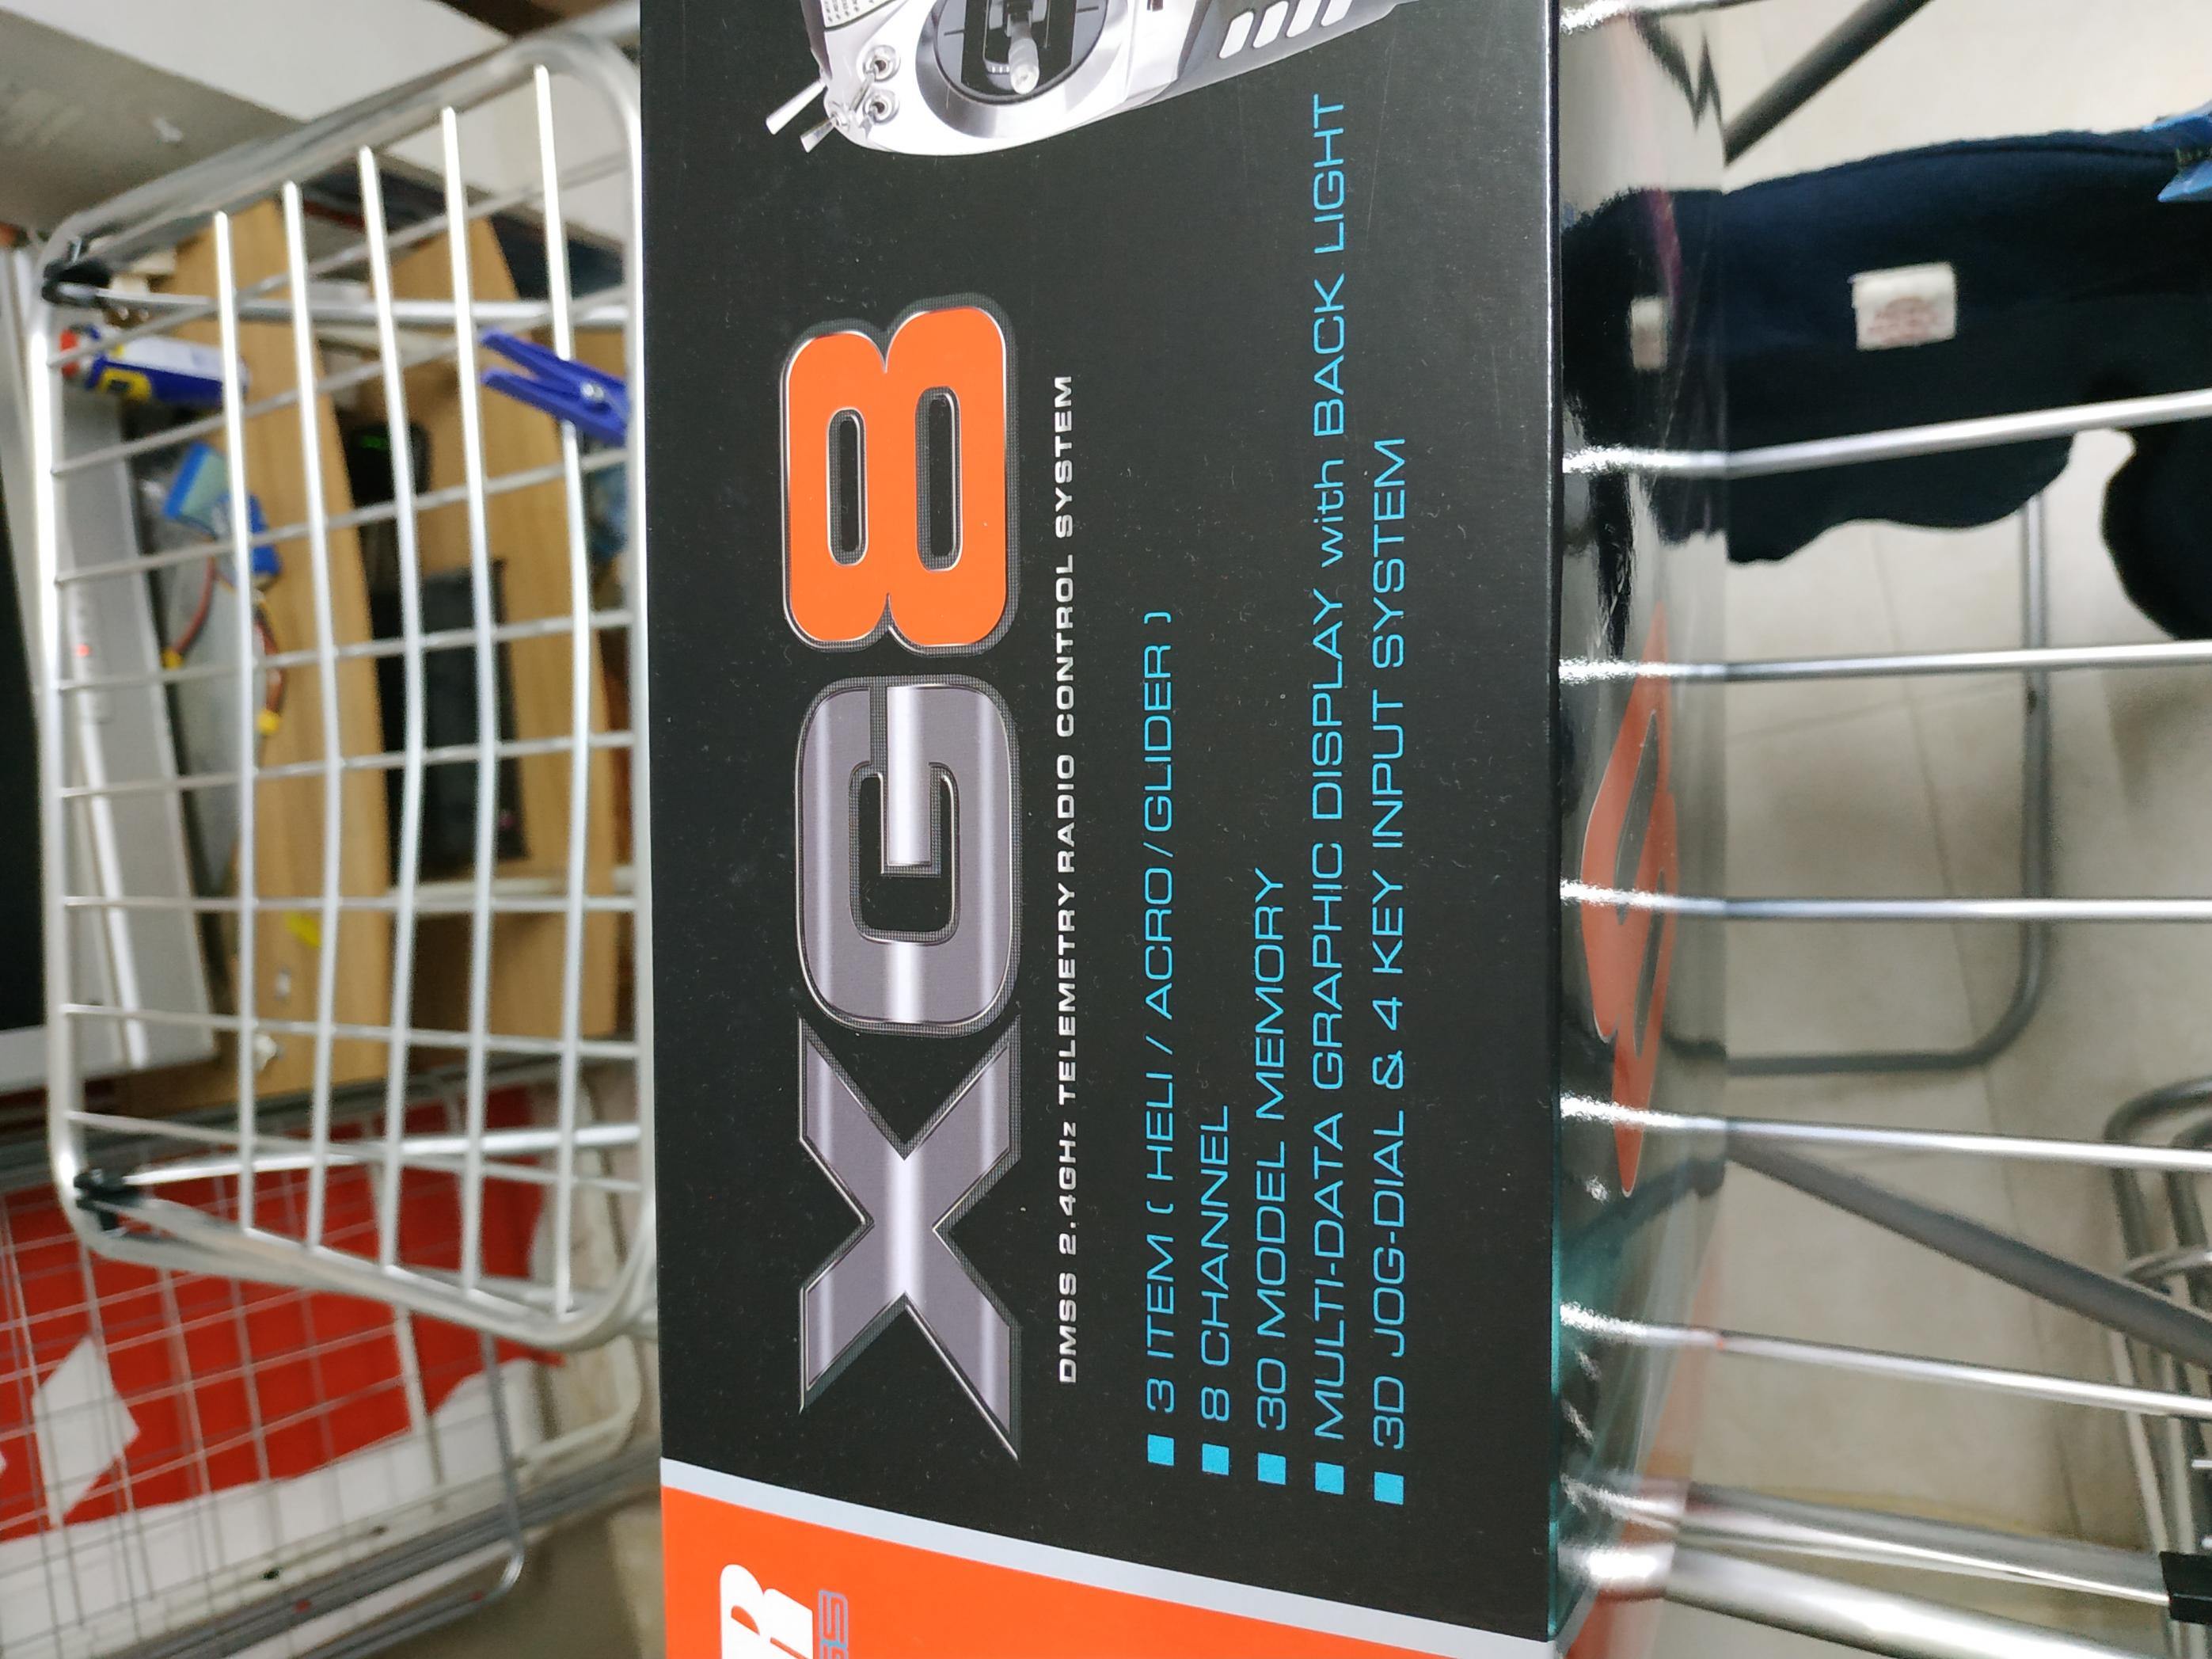 XG8
DMSS 2.4GHz TELEMETRY RADIO CONTROL SYSTEM
3 ITEM ( HELI / ACRO / GLIDER )
8 CHANNEL
30 MODEL MEMORY
MULTI-DATA GRAPHIC DISPLAY with BACK LIGHT
3D JOG-DIAL & 4 KEY INPUT SYSTEM